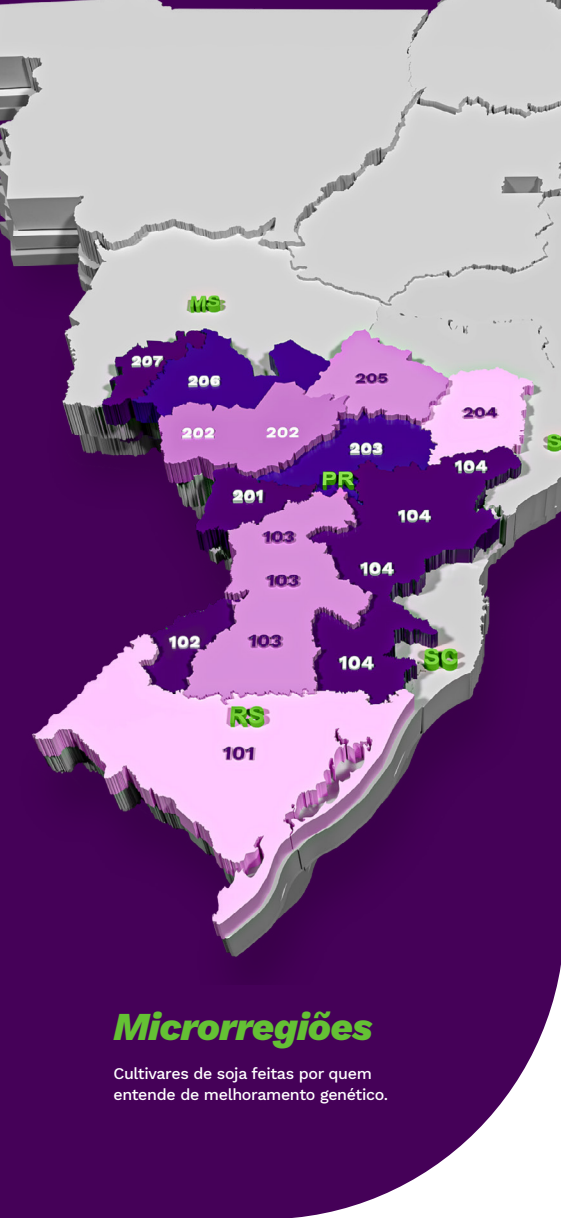 MS
207
206
205
204
202
202
203
S
PR
104
201
104
103
104
103
102
103
104
SC
RS
101
Microrregiões
Cultivares de soja feitas por quem
entende de melhoramento genético.